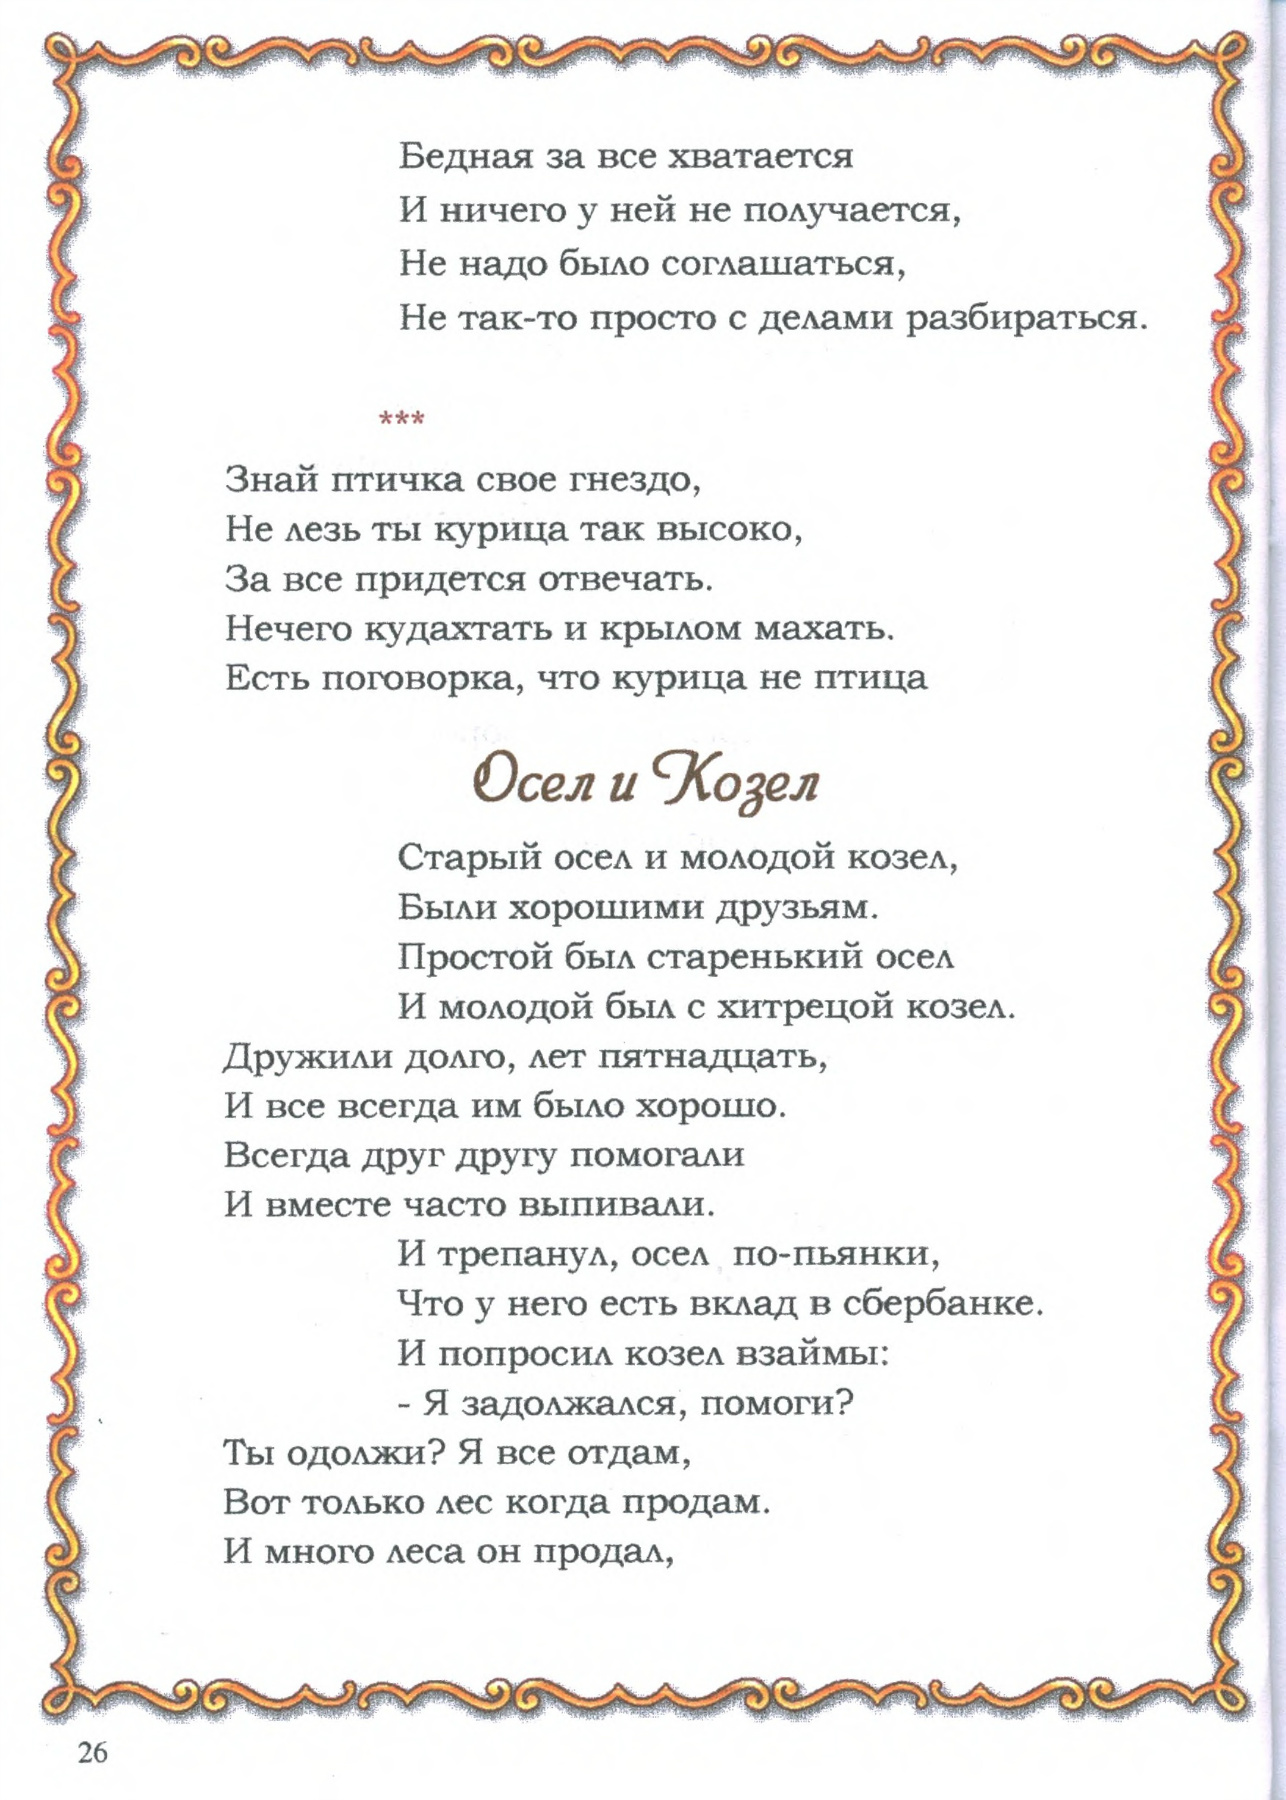 Бедная за все хватается
И ничего у ней не получается,
Не надо было соглашаться,
Не так-то просто с делами разбираться.
***
Знай птичка свое гнездо,
Не лезь ты курица так высоко,
За все придется отвечать.
Нечего кудахтать и крылом махать.
Есть поговорка, что курица не птица
Осел и Козел
Старый осел и молодой козел,
Были хорошими друзьям.
Простой был старенький осел
И молодой был с хитрецой козел.
Дружили долго, лет пятнадцать,
И все всегда им было хорошо.
Всегда друг другу помогали
И вместе часто выпивали.
И трепанул, осел по-пьянки,
Что у него есть вклад в сбербанке.
И попросил козел взаймы:
- Я задолжался, помоги?
Ты одолжи? Я все отдам,
Вот только лес когда продам.
И много леса он продал,
26